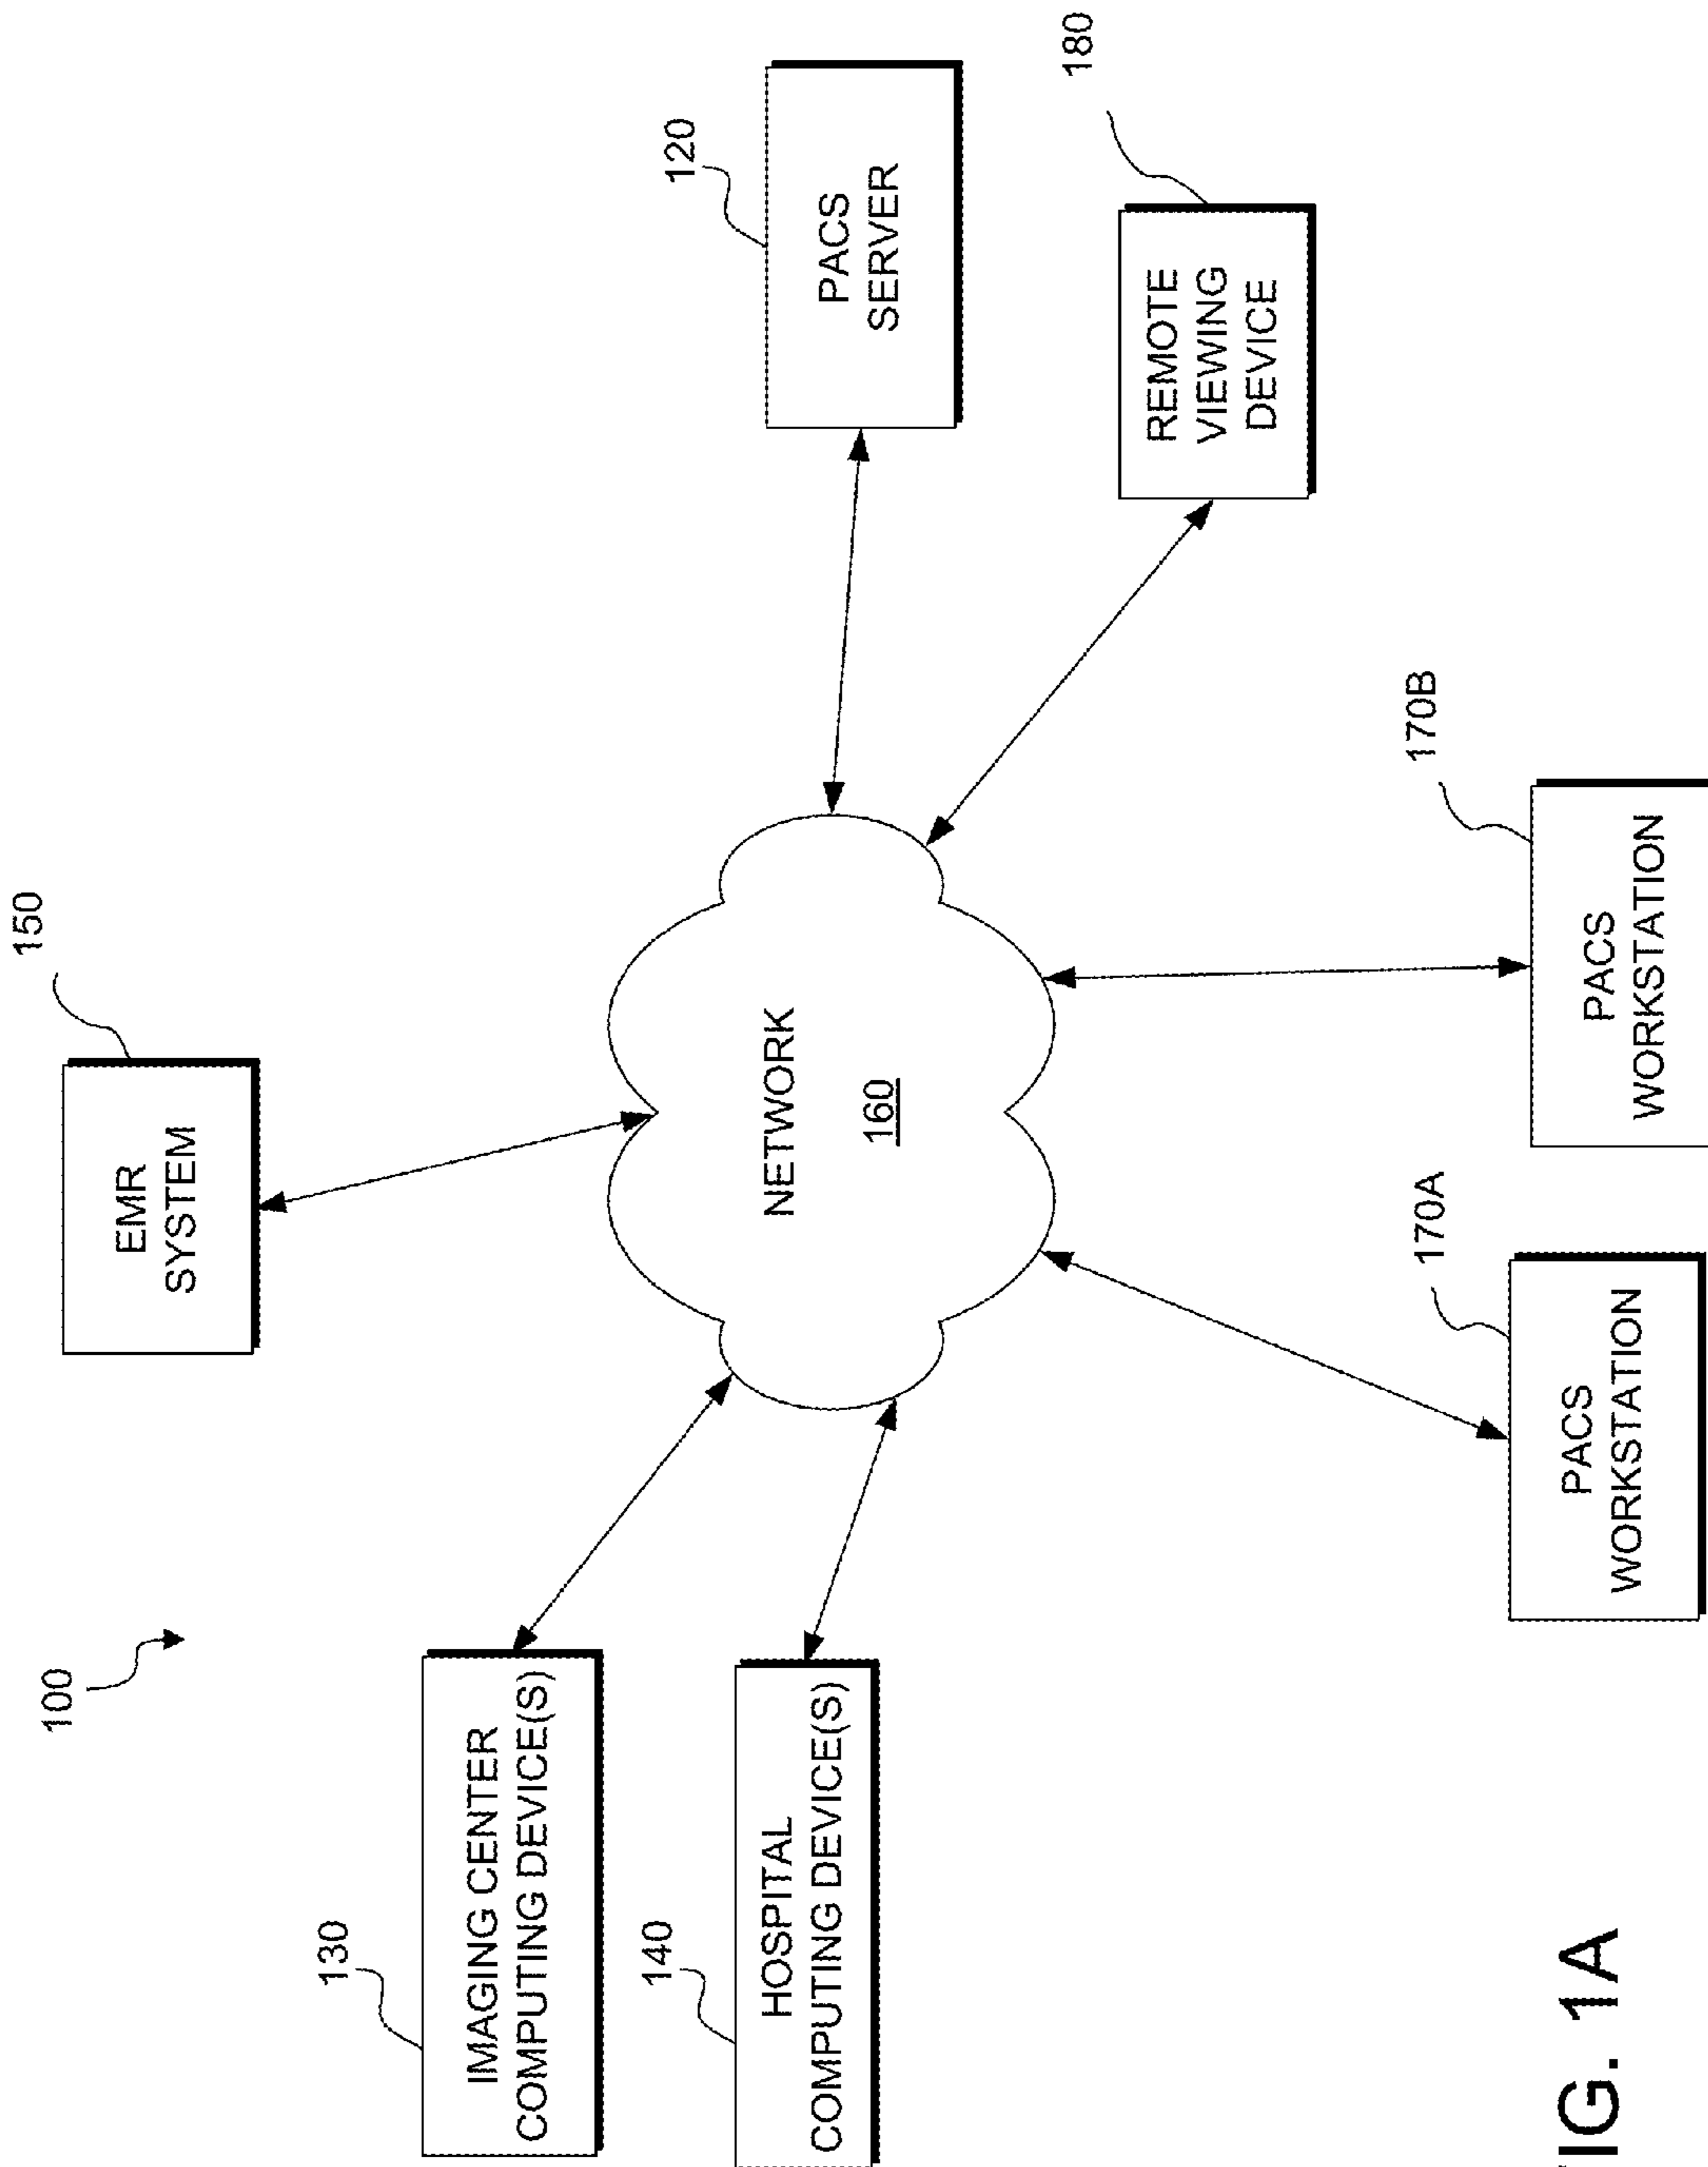 100
150
EMR
SYSTEM
130
IMAGING CENTER
COMPUTING DEVICE(S)
120
PACS
SERVER
140
HOSPITAL
COMPUTING DEVICE(S)
NETWORK
160
180
REMOTE
VIEWING
DEVICE
170A
PACS
WORKSTATION
170B
PACS
WORKSTATION
FIG. 1A